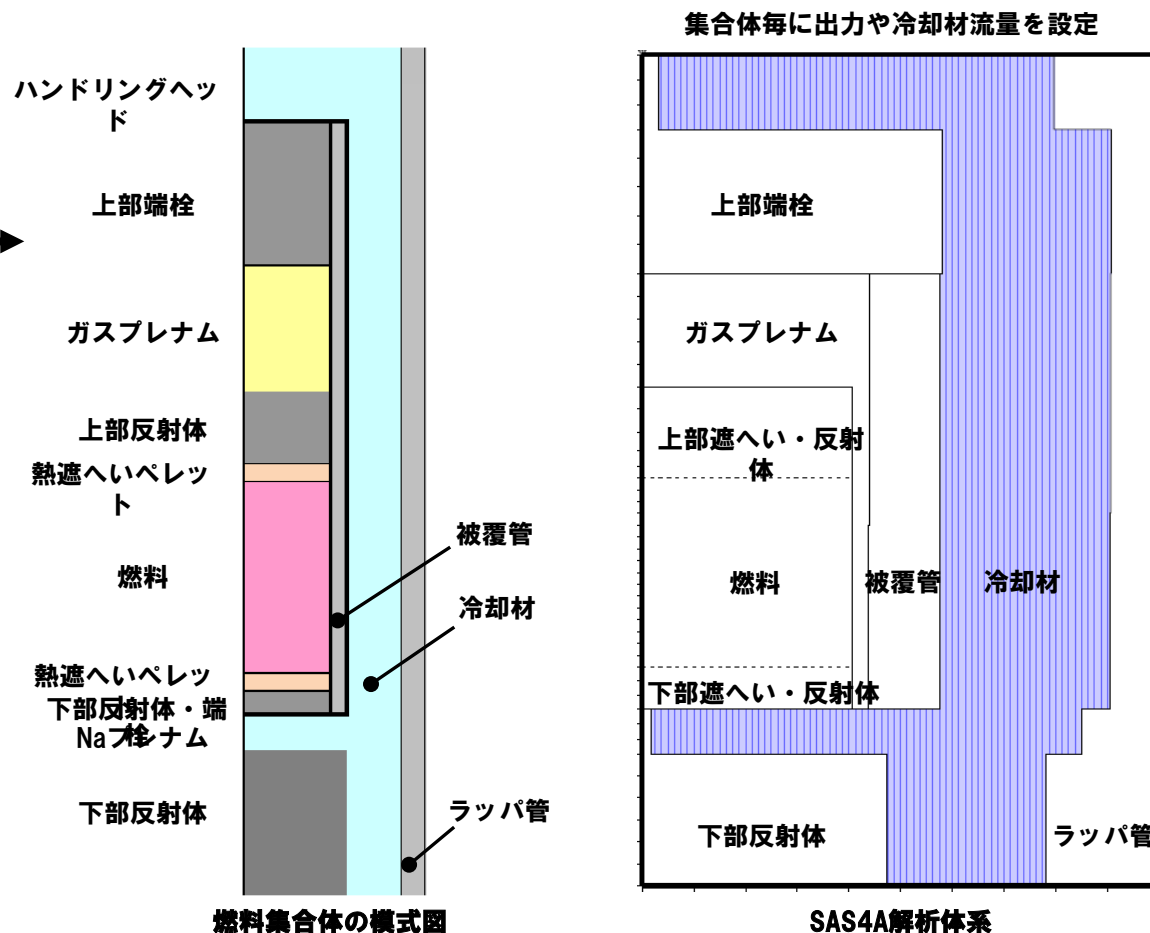 集合体毎に出力や冷却材流量を設定
ハンドリングヘッ
ド
上部端栓
ガスプレナム
上部反射体
熱遮へいペレッ
ト
燃料
熱遮へいペレッ
ト
下部反射体・端
栓
Naプレナム
下部反射体
被覆管
冷却材
ラッパ管
燃料集合体の模式図
上部端栓
ガスプレナム
上部遮へい・反射
体
燃料
被覆管
冷却材
下部遮へい・反射体
下部反射体
ラッパ管
SAS4A解析体系